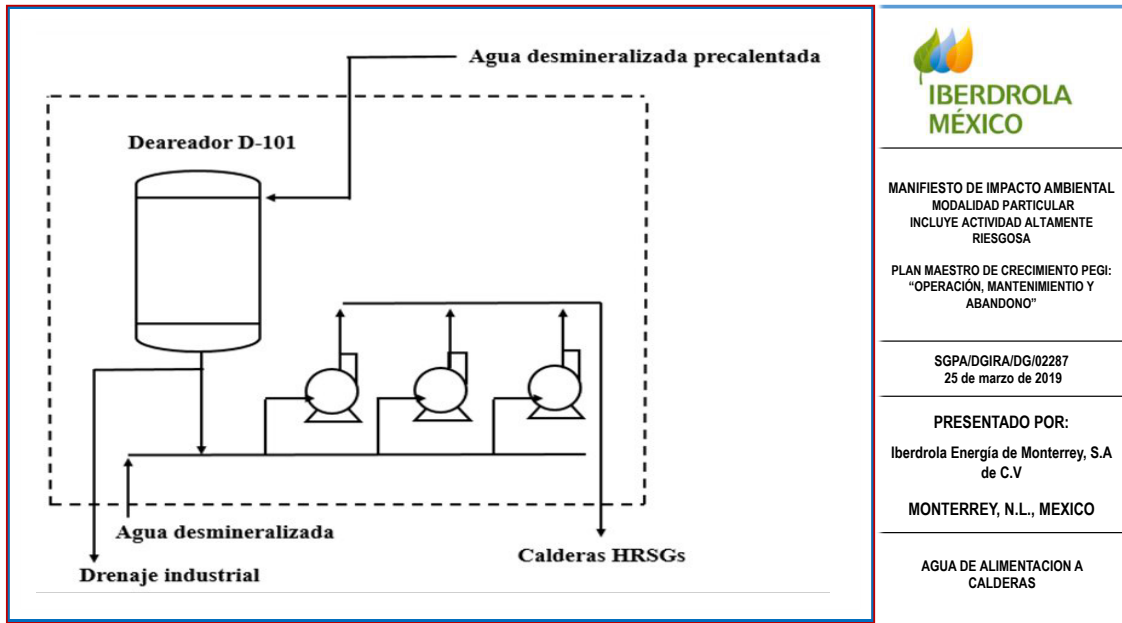 Agua desmineralizada precalentada
Deareador D-101
Agua desmineralizada
Calderas HRSGs
Drenaje industrial
IBERDROLA
MÉXICO
MANIFIESTO DE IMPACTO AMBIENTAL
MODALIDAD PARTICULAR
INCLUYE ACTIVIDAD ALTAMENTE
RIESGOSA
PLAN MAESTRO DE CRECIMIENTO PEGI:
“OPERACIÓN, MANTENIMIENTIO Y
ABANDONO”
SGPA/DGIRA/DG/02287
25 de marzo de 2019
PRESENTADO POR:
Iberdrola Energía de Monterrey, S.A
de C.V
MONTERREY, N.L., MEXICO
AGUA DE ALIMENTACION A
CALDERAS